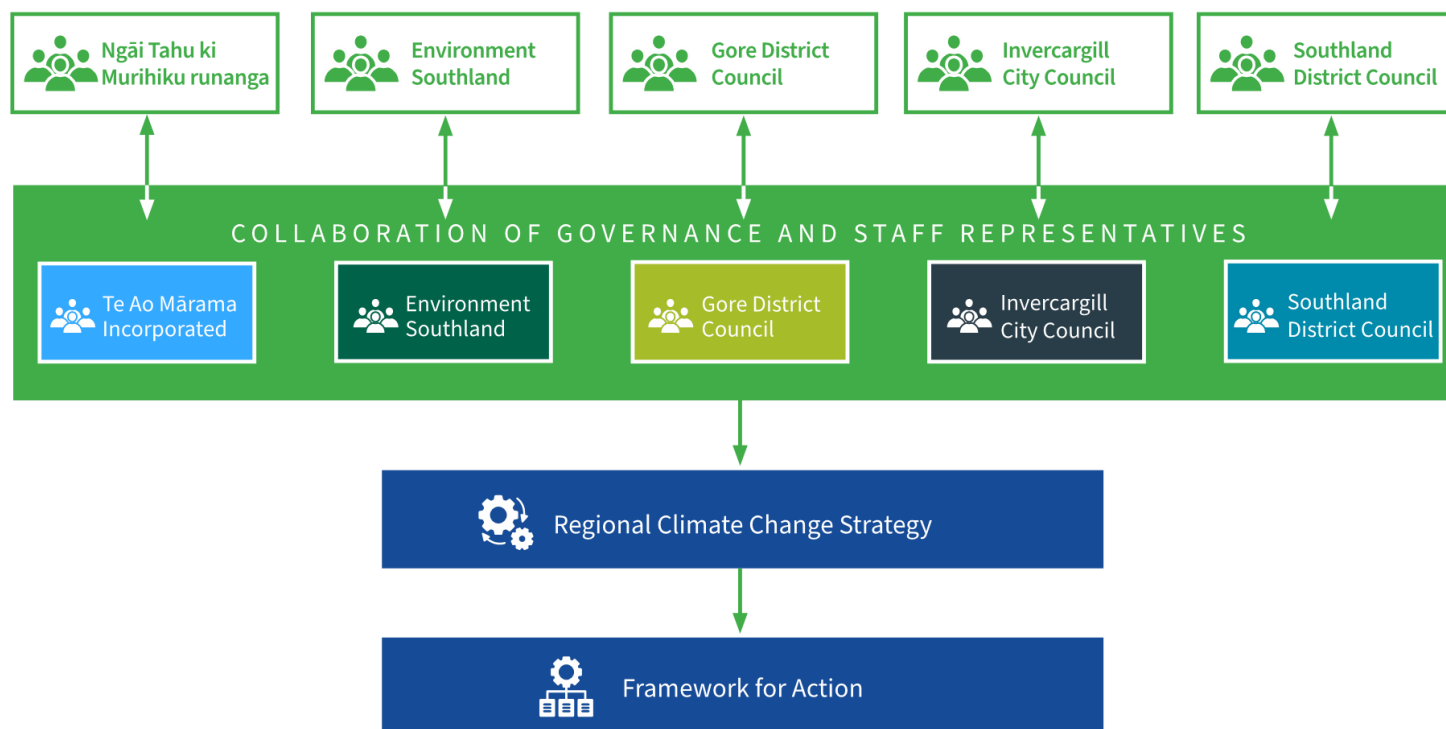 Ngāi Tahu ki
Murihiku runanga
Environment
Southland
Gore District
Council
Invercargill
City Council
Southland
District Council
COLLABORATION OF GOVERNANCE AND STAFF REPRESENTATIVES
Te Ao Mārama
Incorporated
Environment
Southland
Gore District
Council
Invercargill
City Council
Southland
District Council
Regional Climate Change Strategy
Framework for Action